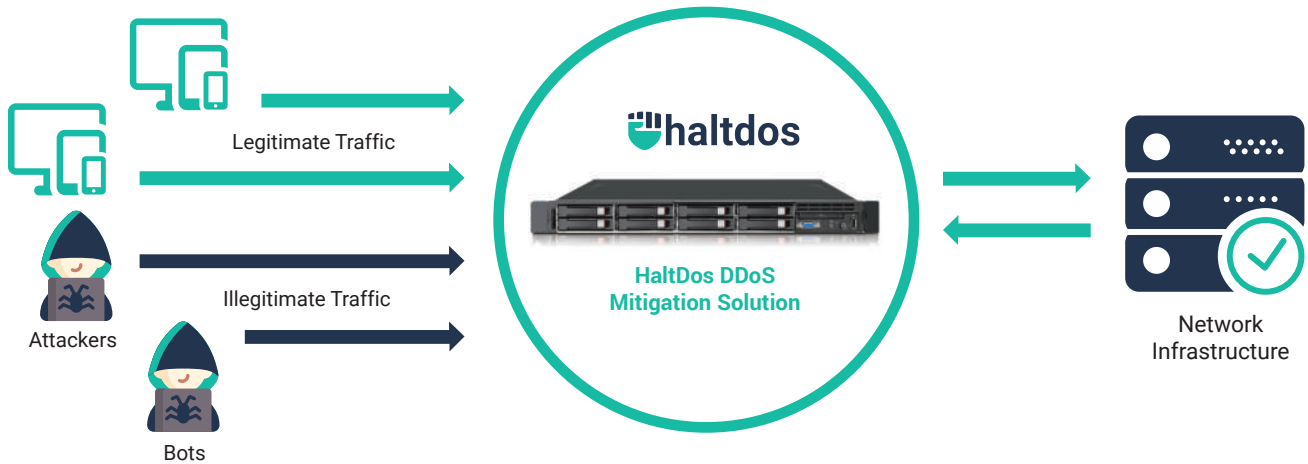 Legitimate Traffic
Illegitimate Traffic
Attackers
Bots
haltdos
HaltDos DDoS
Mitigation Solution
Network
Infrastructure